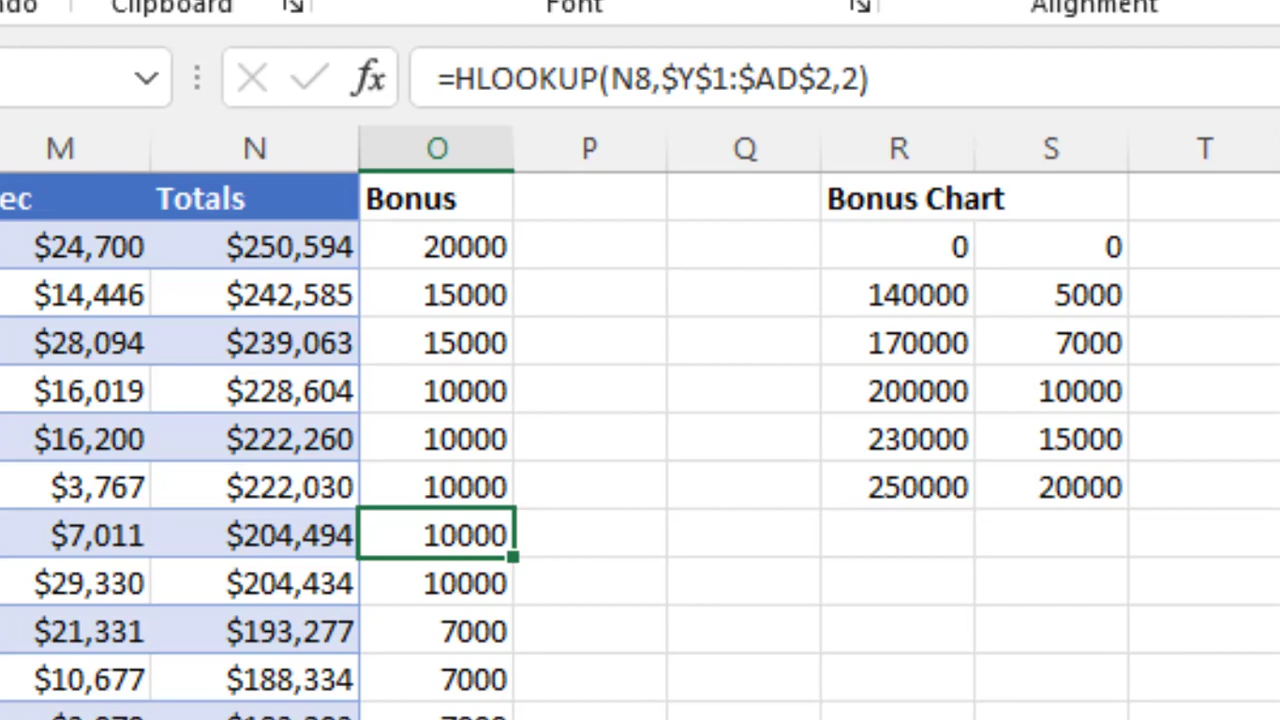 ndo Clipboard Font Alignment
fx =HLOOKUP(N8,$Y$1:$AD$2,2)
M N O P Q R S T
ec Totals Bonus Bonus Chart
$24,700 $250,594 20000 0 0
$14,446 $242,585 15000 140000 5000
$28,094 $239,063 15000 170000 7000
$16,019 $228,604 10000 200000 10000
$16,200 $222,260 10000 230000 15000
$3,767 $222,030 10000 250000 20000
$7,011 $204,494 10000
$29,330 $204,434 10000
$21,331 $193,277 7000
$10,677 $188,334 7000